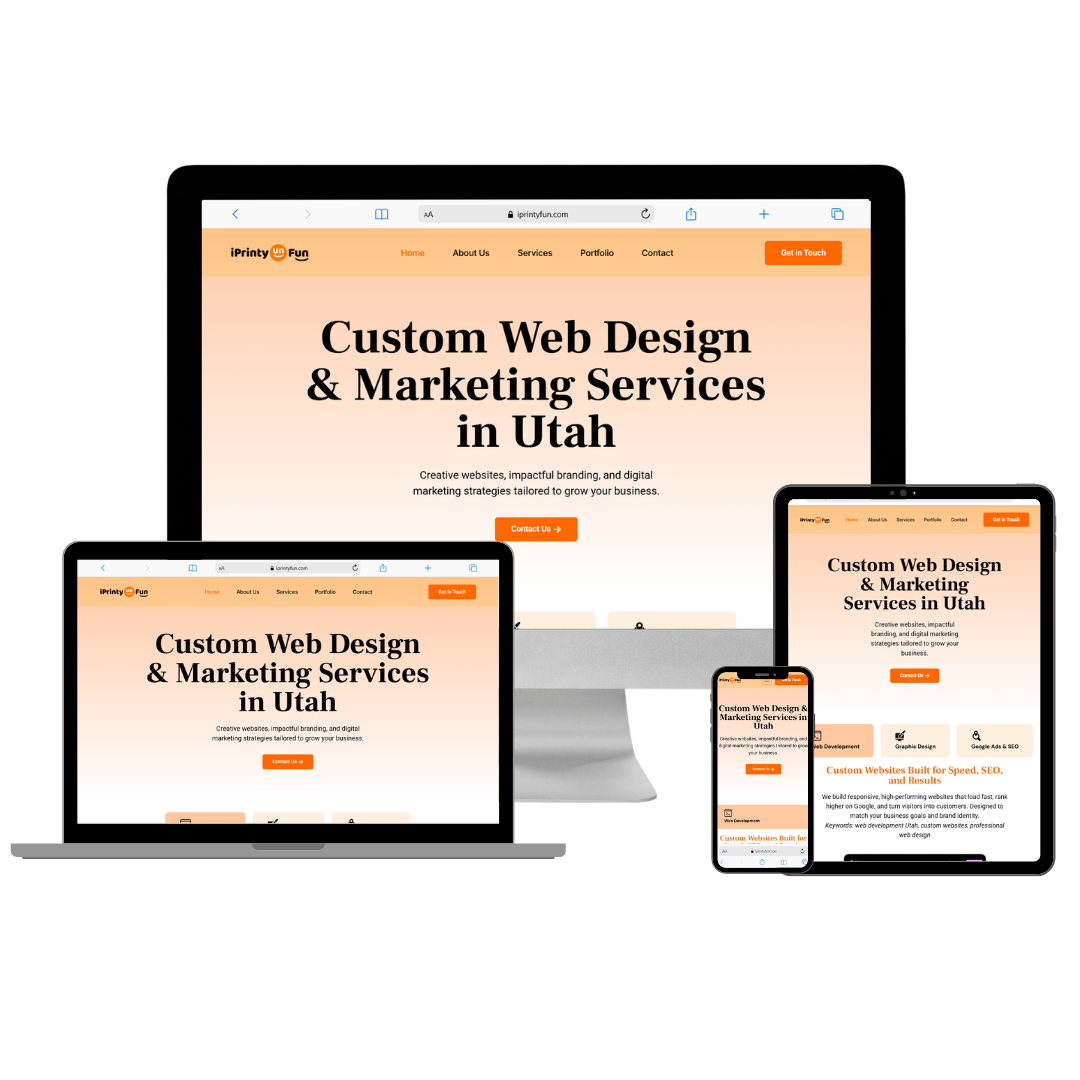 AA iprintyfun.com
iPrinty un Fun Home About Us Services Portfolio Contact Get in Touch
Custom Web Design
& Marketing Services
in Utah
Creative websites, impactful branding, and digital
marketing strategies tailored to grow your business.
Contact Us →
AA iprintyfun.com
iPrinty un Fun Home About Us Services Portfolio Contact Get in Touch
Custom Web Design
& Marketing Services
in Utah
Creative websites, impactful branding, and digital
marketing strategies tailored to grow your business.
Contact Us →
iPrinty un Fun Home About Us Services Portfolio Contact Get in Touch
Custom Web Design
& Marketing
Services in Utah
Creative websites, impactful
branding, and digital marketing
strategies tailored to grow your
business.
Contact Us →
Web Development Graphic Design Google Ads & SEO
Custom Websites Built for Speed, SEO,
and Results
We build responsive, high-performing websites that load fast, rank
higher on Google, and turn visitors into customers. Designed to
match your business goals and brand identity.
Keywords: web development Utah, custom websites, professional
web design
iPrinty un Fun Get in Touch
Custom Web Design &
Marketing Services in
Utah
Creative websites, impactful branding, and
digital marketing strategies tailored to grow
your business.
Contact Us →
Web Development
Custom Websites Built for
AA iprintyfun.com